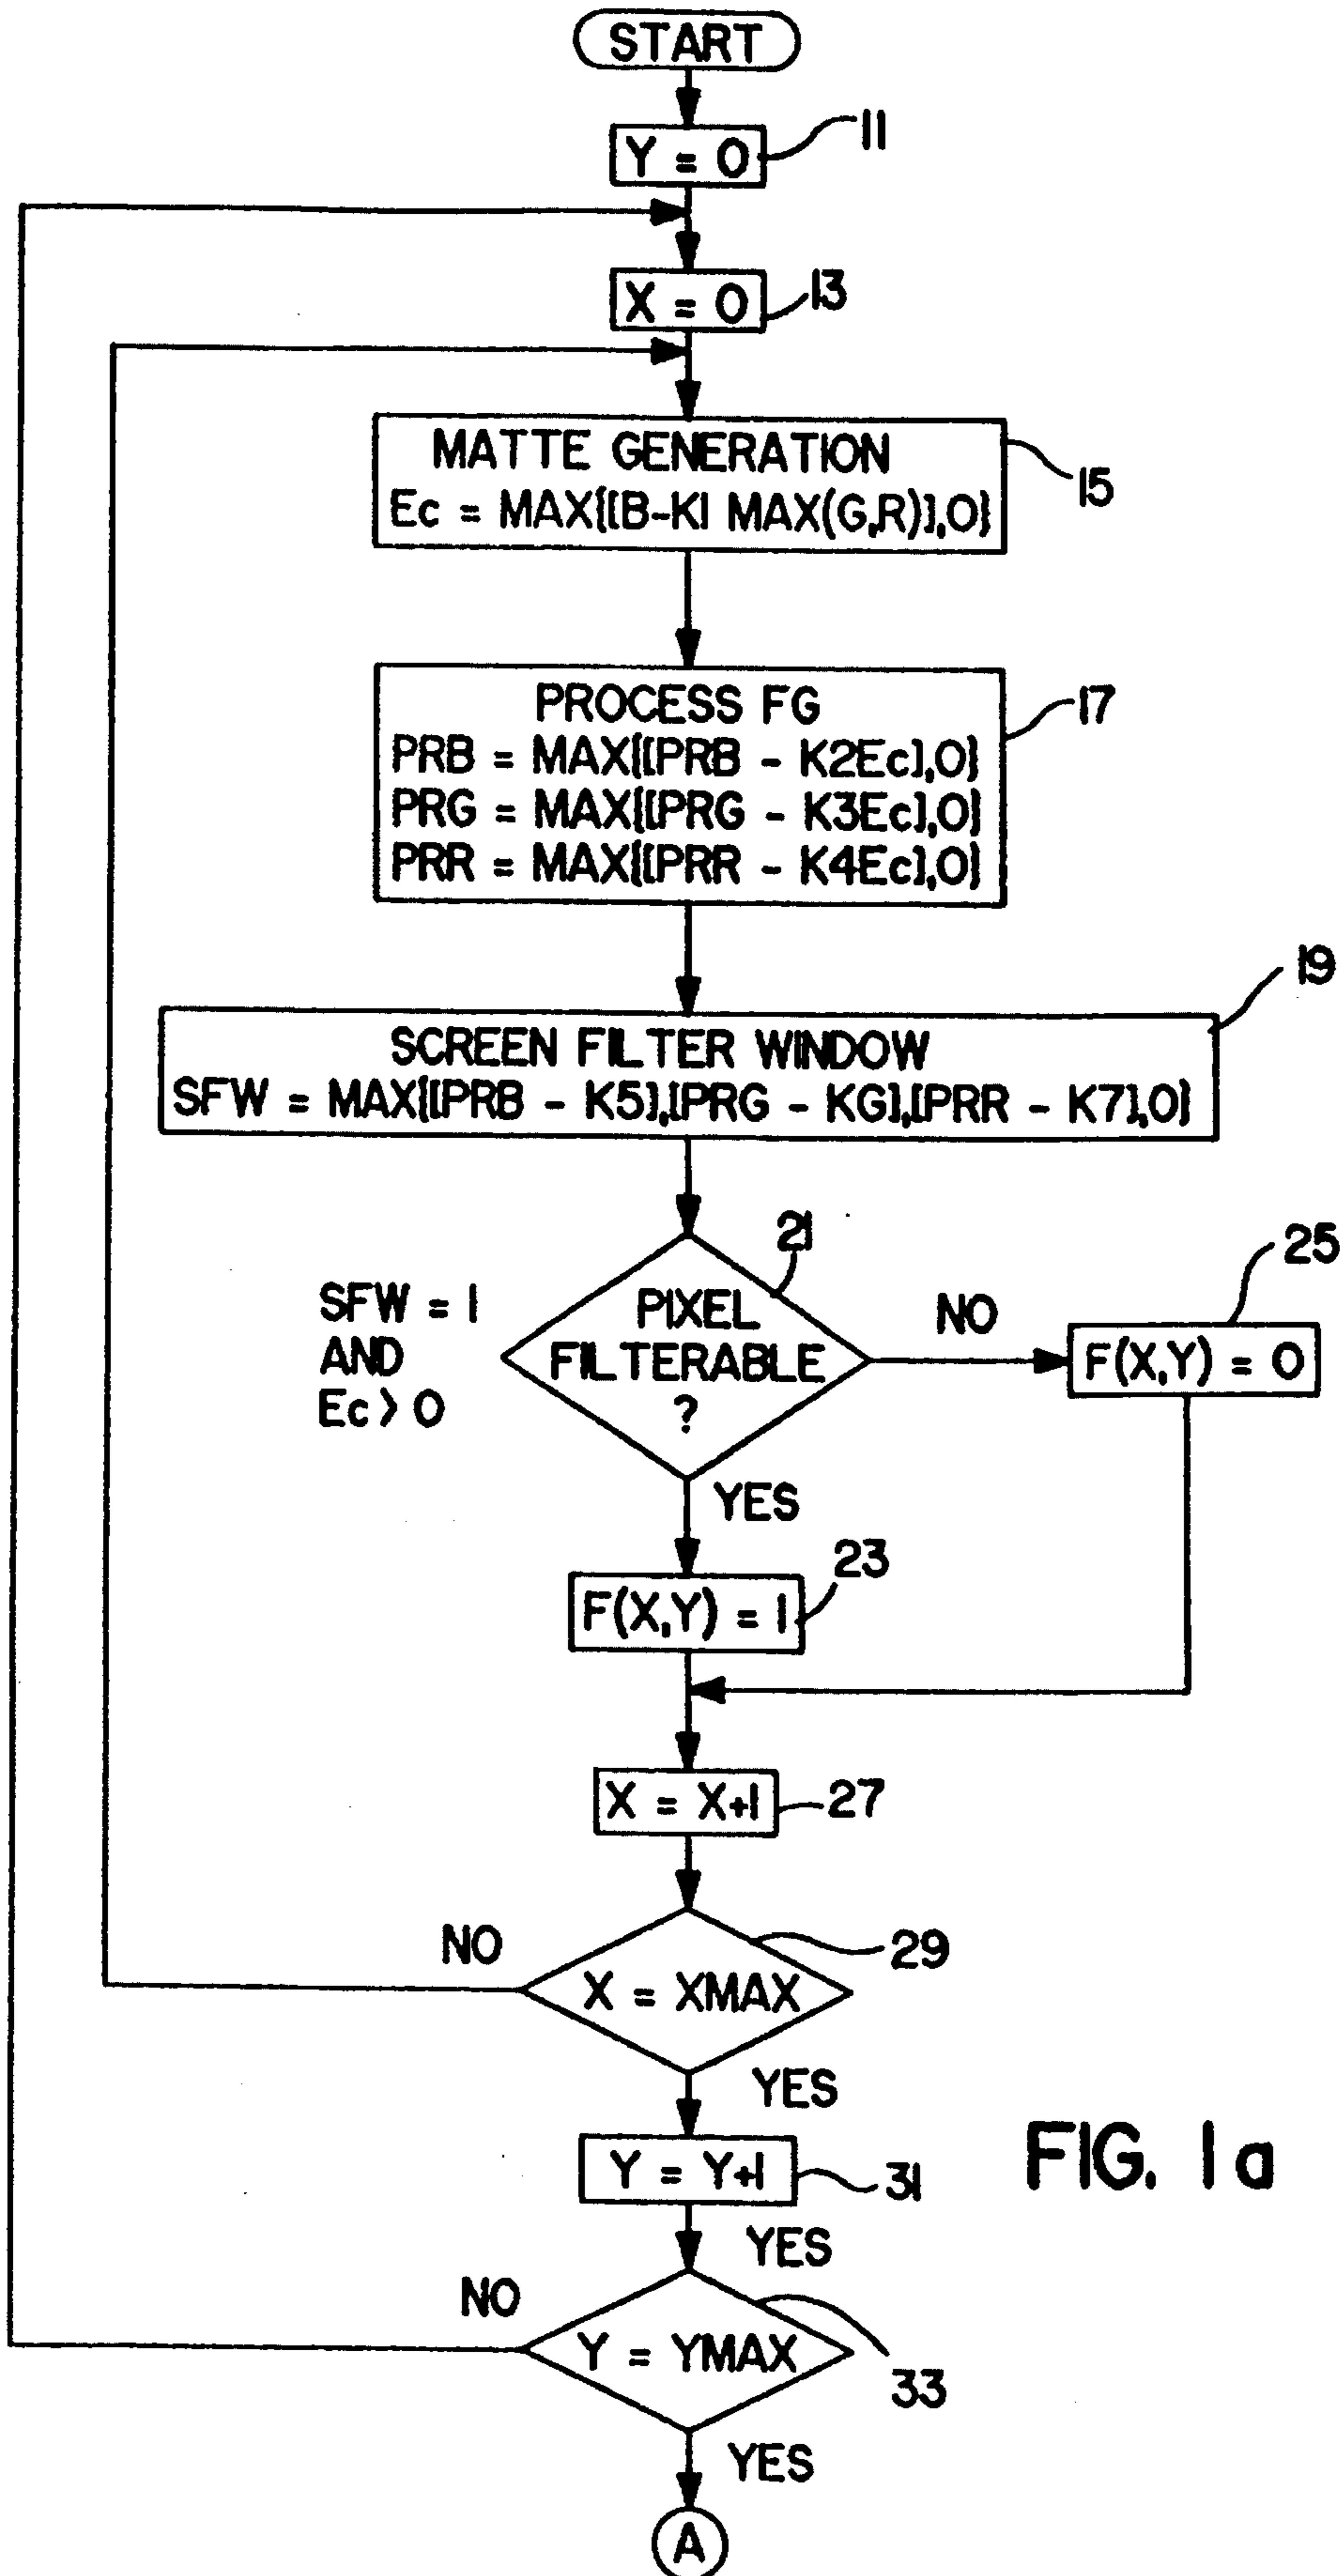 START
Y = 0
11
X = 0
13
MATTE GENERATION
Ec = MAX{[B-K1 MAX(G,R)],0}
15
PROCESS FG
PRB = MAX{[PRB - K2Ec],0}
PRG = MAX{[PRG - K3Ec],0}
PRR = MAX{[PRR - K4Ec],0}
17
SCREEN FILTER WINDOW
SFW = MAX{[PRB - K5],[PRG - KG],[PRR - K7],0}
19
SFW = 1
AND
Ec > 0
PIXEL
FILTERABLE
?
21
NO
F(X,Y) = 0
25
YES
F(X,Y) = 1
23
X = X+1
27
NO
X = XMAX
29
YES
Y = Y+1
31
YES
NO
Y = YMAX
33
YES
A
FIG. 1a